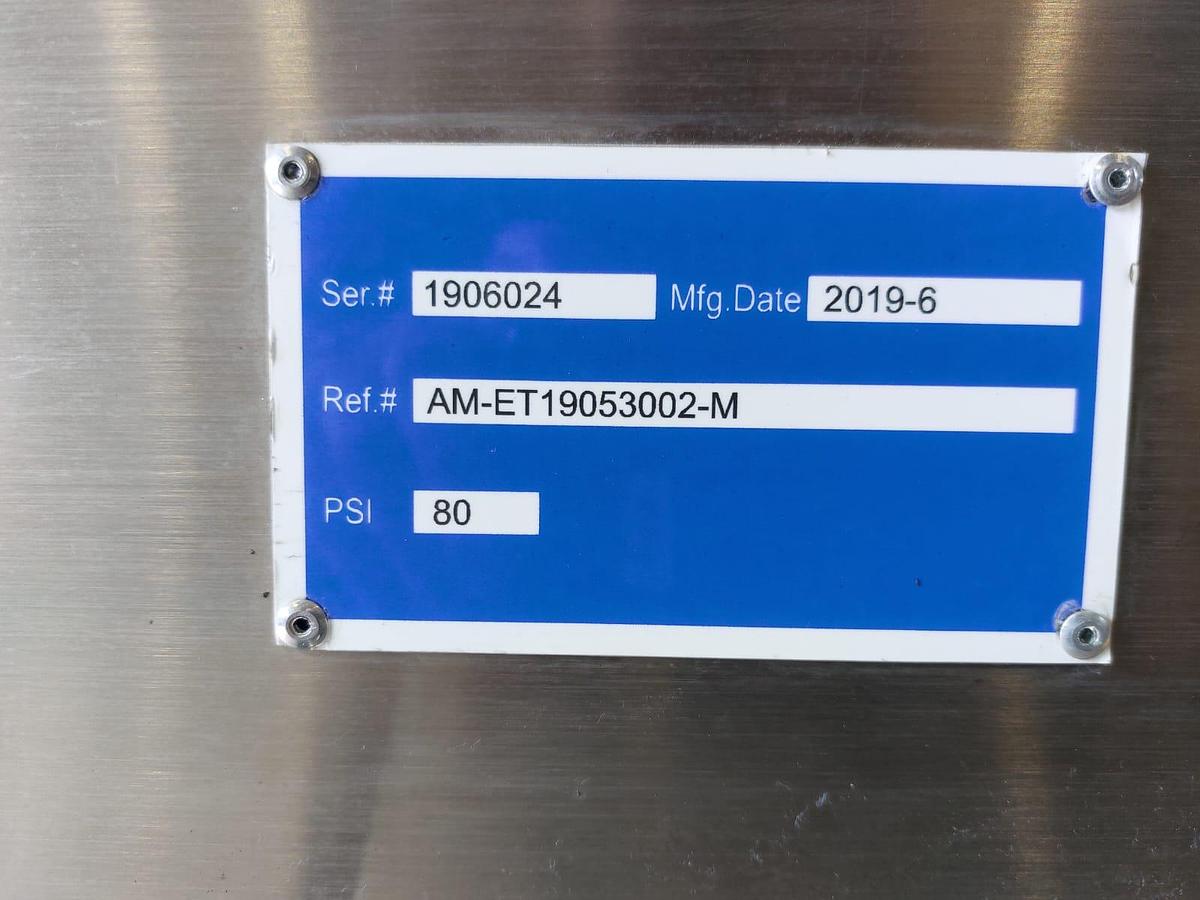 Ser.# 1906024 Mfg.Date 2019-6
Ref.# AM-ET19053002-M
PSI 80